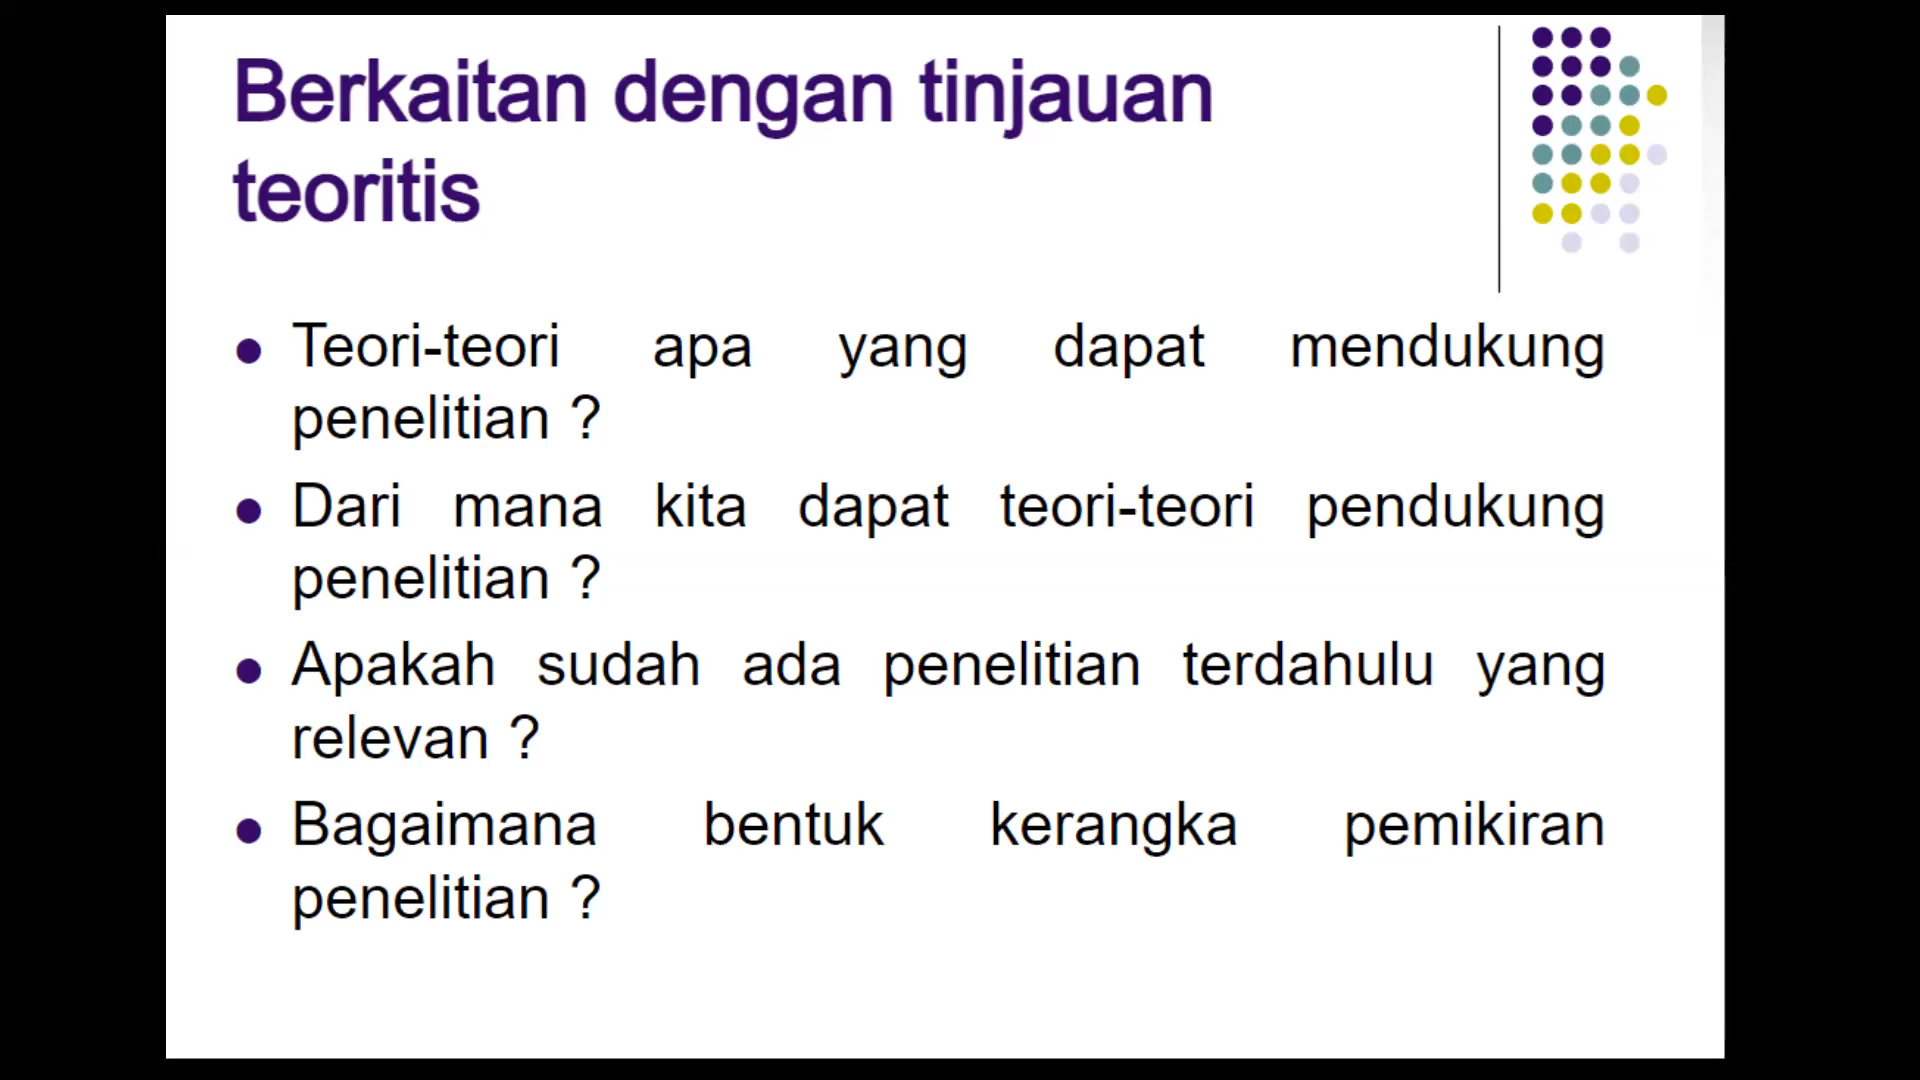 Berkaitan dengan tinjauan
teoritis
Teori-teori apa yang dapat mendukung
penelitian ?
Dari mana kita dapat teori-teori pendukung
penelitian ?
Apakah sudah ada penelitian terdahulu yang
relevan ?
Bagaimana bentuk kerangka pemikiran
penelitian ?